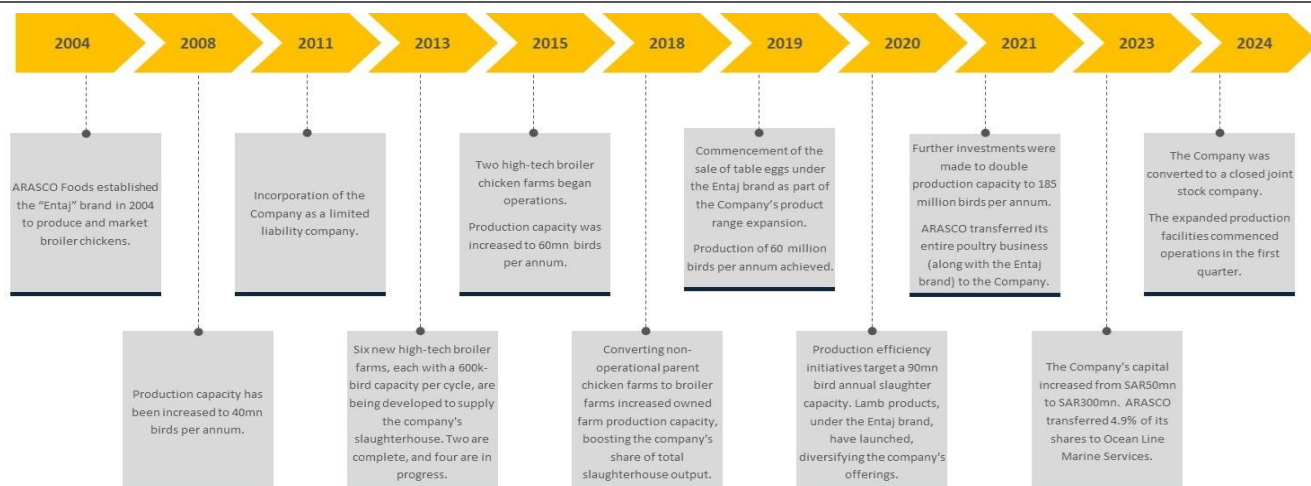 2004
2008
2011
2013
2015
2018
2019
2020
2021
2023
2024
ARASCO Foods established
the “Entaj” brand in 2004
to produce and market
broiler chickens.
Production capacity has
been increased to 40mn
birds per annum.
Incorporation of the
Company as a limited
liability company.
Six new high-tech broiler
farms, each with a 600k-
bird capacity per cycle, are
being developed to supply
the company's
slaughterhouse. Two are
complete, and four are in
progress.
Two high-tech broiler
chicken farms began
operations.
Production capacity was
increased to 60mn birds
per annum.
Converting non-
operational parent
chicken farms to broiler
farms increased owned
farm production capacity,
boosting the company's
share of total
slaughterhouse output.
Commencement of the
sale of table eggs under
the Entaj brand as part of
the Company’s product
range expansion.
Production of 60 million
birds per annum achieved.
Production efficiency
initiatives target a 90mn
bird annual slaughter
capacity. Lamb products,
under the Entaj brand,
have launched,
diversifying the company's
offerings.
Further investments were
made to double
production capacity to 185
million birds per annum.
ARASCO transferred its
entire poultry business
(along with the Entaj
brand) to the Company.
The Company's capital
increased from SAR50mn
to SAR300mn. ARASCO
transferred 4.9% of its
shares to Ocean Line
Marine Services.
The Company was
converted to a closed joint
stock company.
The expanded production
facilities commenced
operations in the first
quarter.